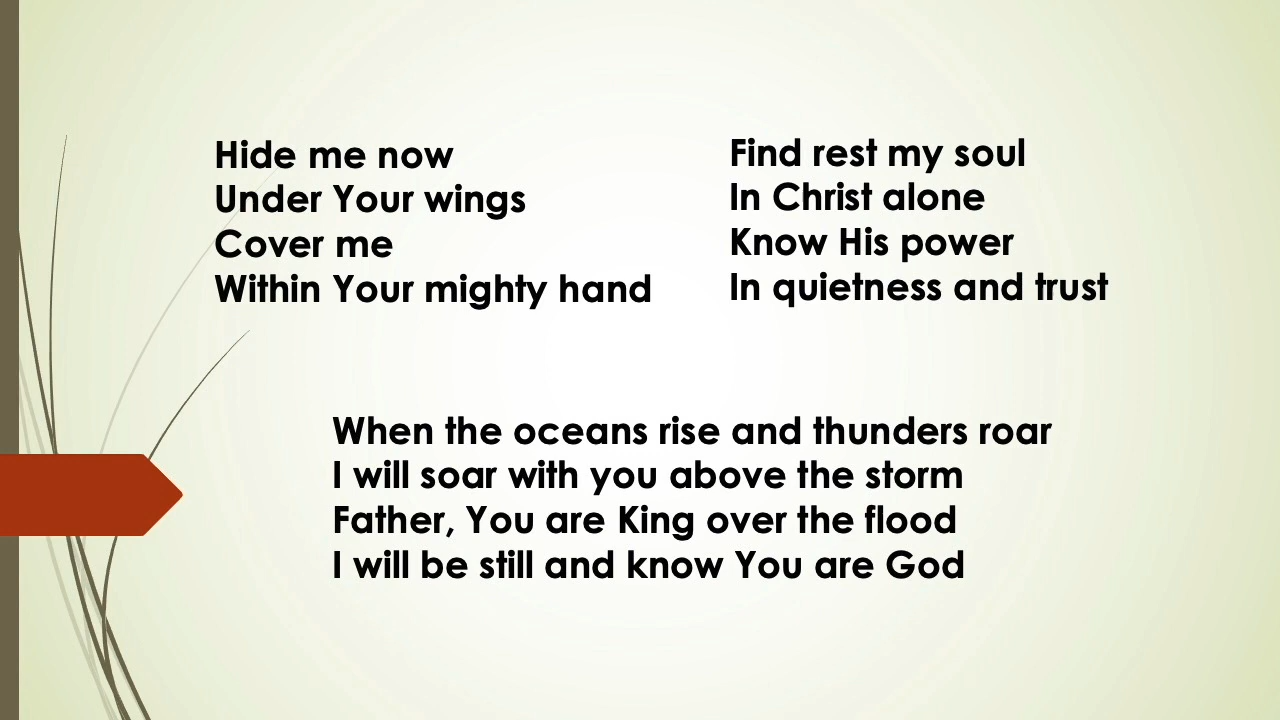 Hide me now
Under Your wings
Cover me
Within Your mighty hand
Find rest my soul
In Christ alone
Know His power
In quietness and trust
When the oceans rise and thunders roar
I will soar with you above the storm
Father, You are King over the flood
I will be still and know You are God